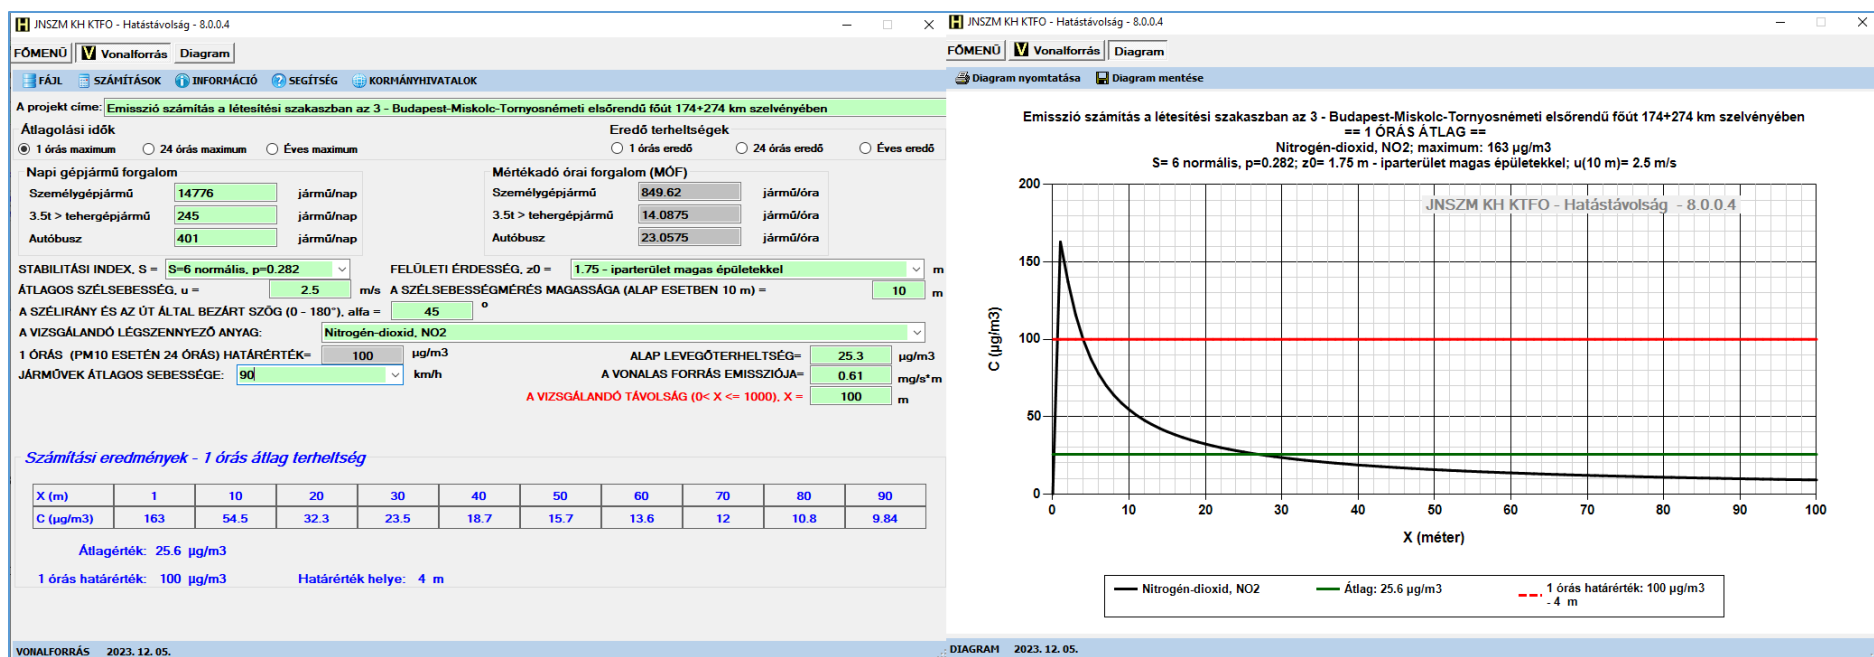 JNSZM KH KTFO - Hatástávolság - 8.0.0.4
FŐMENÜ V Vonalforrás Diagram
FÁJL SZÁMÍTÁSOK INFORMÁCIÓ SEGÍTSÉG KORMÁNYHIVATALOK
A projekt címe: Emisszió számítás a létesítési szakaszban az 3 - Budapest-Miskolc-Tornyosnémeti elsőrendű főút 174+274 km szelvényében
Átlagolási idők Eredő terheltségek
1 órás maximum 24 órás maximum Éves maximum 1 órás eredő 24 órás eredő Éves eredő
Napi gépjármű forgalom Mértékadó órai forgalom (MÓF)
Személygépjármű 14776 jármű/nap Személygépjármű 849.62 jármű/óra
3.5t > tehergépjármű 245 jármű/nap 3.5t > tehergépjármű 14.0875 jármű/óra
Autóbusz 401 jármű/nap Autóbusz 23.0575 jármű/óra
STABILITÁSI INDEX, S = S=6 normális, p=0.282 FELÜLETI ÉRDESSÉG, z0 = 1.75 - iparterület magas épületekkel m
ÁTLAGOS SZÉLSEBESSÉG, u = 2.5 m/s A SZÉLSEBESSÉGMÉRÉS MAGASSÁGA (ALAP ESETBEN 10 m) = 10 m
A SZÉLIRÁNY ÉS AZ ÚT ÁLTAL BEZÁRT SZÖG (0 - 180°), alfa = 45 o
A VIZSGÁLANDÓ LÉGSZENNYEZŐ ANYAG: Nitrogén-dioxid, NO2
1 ÓRÁS (PM10 ESETÉN 24 ÓRÁS) HATÁRÉRTÉK= 100 µg/m3 ALAP LEVEGŐTERHELTSÉG= 25.3 µg/m3
JÁRMŰVEK ÁTLAGOS SEBESSÉGE: 90 km/h A VONALAS FORRÁS EMISSZIÓJA= 0.61 mg/s*m
A VIZSGÁLANDÓ TÁVOLSÁG (0< X <= 1000), X = 100 m
Számítási eredmények - 1 órás átlag terheltség
X (m) 1 10 20 30 40 50 60 70 80 90
C (µg/m3) 163 54.5 32.3 23.5 18.7 15.7 13.6 12 10.8 9.84
Átlagérték: 25.6 µg/m3
1 órás határérték: 100 µg/m3 Határérték helye: 4 m
VONALFORRÁS 2023. 12. 05.
JNSZM KH KTFO - Hatástávolság - 8.0.0.4
FŐMENÜ V Vonalforrás Diagram
Diagram nyomtatása Diagram mentése
Emisszió számítás a létesítési szakaszban az 3 - Budapest-Miskolc-Tornyosnémeti elsőrendű főút 174+274 km szelvényében
== 1 ÓRÁS ÁTLAG ==
Nitrogén-dioxid, NO2; maximum: 163 µg/m3
S= 6 normális, p=0.282; z0= 1.75 m - iparterület magas épületekkel; u(10 m)= 2.5 m/s
JNSZM KH KTFO - Hatástávolság - 8.0.0.4
200
150
100
50
0
C (µg/m3)
0 10 20 30 40 50 60 70 80 90 100
X (méter)
Nitrogén-dioxid, NO2 Átlag: 25.6 µg/m3 1 órás határérték: 100 µg/m3
- 4 m
DIAGRAM 2023. 12. 05.